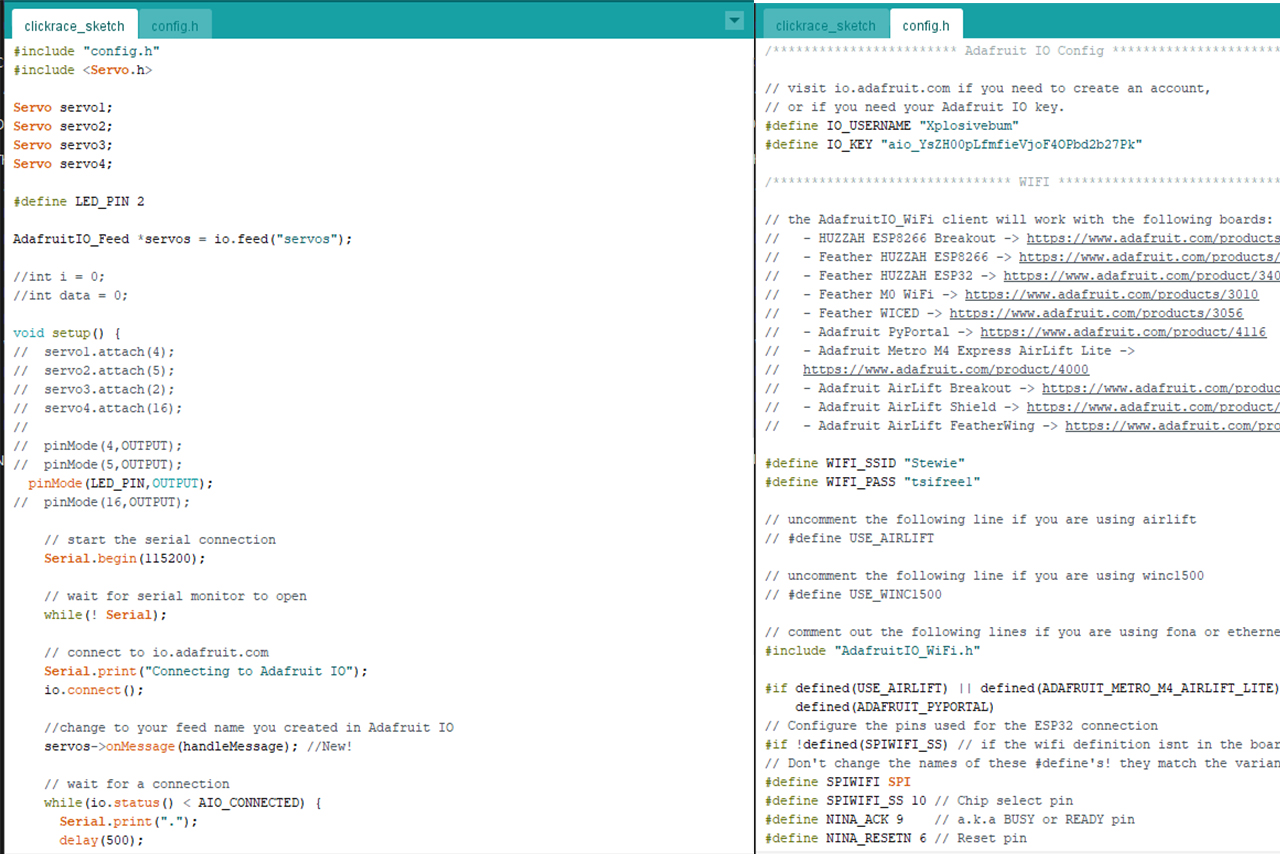 clickrace_sketch config.h
#include "config.h"
#include <Servo.h>
Servo servo1;
Servo servo2;
Servo servo3;
Servo servo4;
#define LED_PIN 2
AdafruitIO_Feed *servos = io.feed("servos");
//int i = 0;
//int data = 0;
void setup() {
//  servo1.attach(4);
//  servo2.attach(5);
//  servo3.attach(2);
//  servo4.attach(16);
//
//  pinMode(4,OUTPUT);
//  pinMode(5,OUTPUT);
pinMode(LED_PIN,OUTPUT);
//  pinMode(16,OUTPUT);
// start the serial connection
Serial.begin(115200);
// wait for serial monitor to open
while(! Serial);
// connect to io.adafruit.com
Serial.print("Connecting to Adafruit IO");
io.connect();
//change to your feed name you created in Adafruit IO
servos->onMessage(handleMessage); //New!
// wait for a connection
while(io.status() < AIO_CONNECTED) {
Serial.print(".");
delay(500);
clickrace_sketch config.h
/************************ Adafruit IO Config **********************
// visit io.adafruit.com if you need to create an account,
// or if you need your Adafruit IO key.
#define IO_USERNAME "Xplosivebum"
#define IO_KEY "aio_YsZH00pLfmfieVjoF4OPbd2b27Pk"
/******************************* WIFI *****************************
// the AdafruitIO_WiFi client will work with the following boards:
//   - HUZZAH ESP8266 Breakout -> https://www.adafruit.com/products
//   - Feather HUZZAH ESP8266 -> https://www.adafruit.com/products/
//   - Feather HUZZAH ESP32 -> https://www.adafruit.com/product/340
//   - Feather M0 WiFi -> https://www.adafruit.com/products/3010
//   - Feather WICED -> https://www.adafruit.com/products/3056
//   - Adafruit PyPortal -> https://www.adafruit.com/product/4116
//   - Adafruit Metro M4 Express AirLift Lite ->
//   https://www.adafruit.com/product/4000
//   - Adafruit AirLift Breakout -> https://www.adafruit.com/produc
//   - Adafruit AirLift Shield -> https://www.adafruit.com/product/
//   - Adafruit AirLift FeatherWing -> https://www.adafruit.com/pro
#define WIFI_SSID "Stewie"
#define WIFI_PASS "tsifree1"
// uncomment the following line if you are using airlift
// #define USE_AIRLIFT
// uncomment the following line if you are using winc1500
// #define USE_WINC1500
// comment out the following lines if you are using fona or etherne
#include "AdafruitIO_WiFi.h"
#if defined(USE_AIRLIFT) || defined(ADAFRUIT_METRO_M4_AIRLIFT_LITE)
defined(ADAFRUIT_PYPORTAL)
// Configure the pins used for the ESP32 connection
#if !defined(SPIWIFI_SS) // if the wifi definition isnt in the boar
// Don't change the names of these #define's! they match the varian
#define SPIWIFI SPI
#define SPIWIFI_SS 10 // Chip select pin
#define NINA_ACK 9    // a.k.a BUSY or READY pin
#define NINA_RESETN 6 // Reset pin